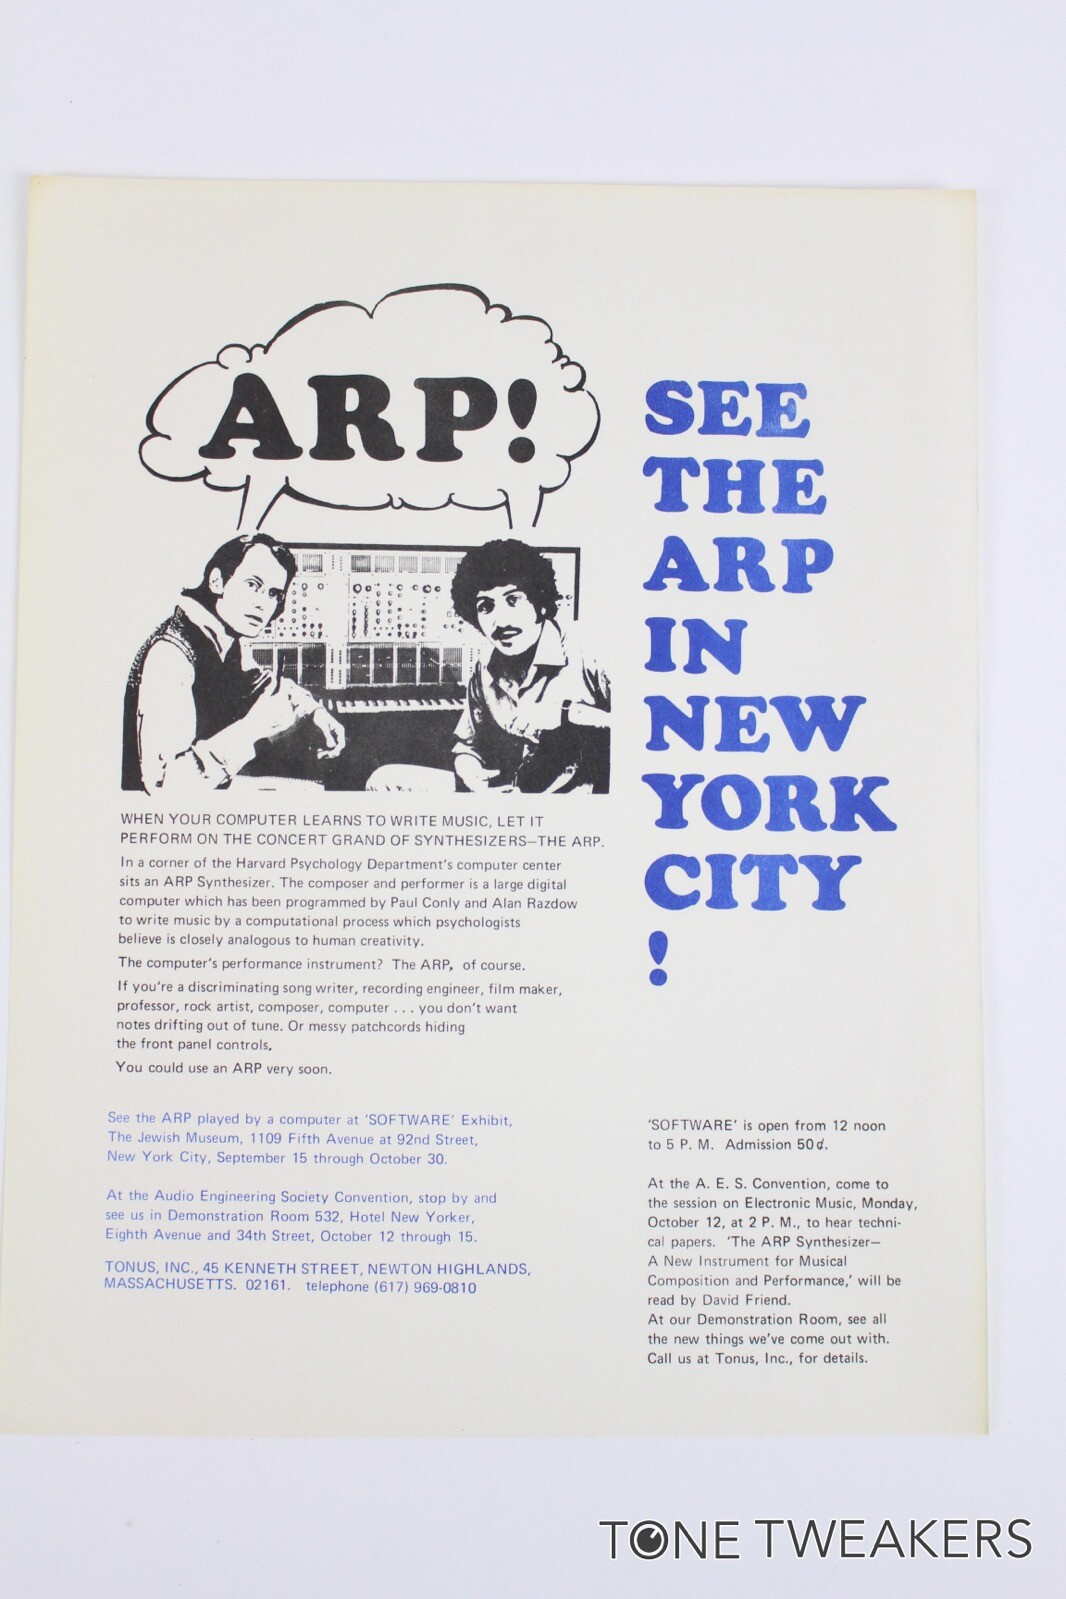 ARP!
SEE
THE
ARP
IN
NEW
YORK
CITY
!
WHEN YOUR COMPUTER LEARNS TO WRITE MUSIC, LET IT
PERFORM ON THE CONCERT GRAND OF SYNTHESIZERS—THE ARP.
In a corner of the Harvard Psychology Department's computer center
sits an ARP Synthesizer. The composer and performer is a large digital
computer which has been programmed by Paul Conly and Alan Razdow
to write music by a computational process which psychologists
believe is closely analogous to human creativity.
The computer's performance instrument? The ARP, of course.
If you're a discriminating song writer, recording engineer, film maker,
professor, rock artist, composer, computer . . . you don't want
notes drifting out of tune. Or messy patchcords hiding
the front panel controls.
You could use an ARP very soon.
See the ARP played by a computer at 'SOFTWARE' Exhibit,
The Jewish Museum, 1109 Fifth Avenue at 92nd Street,
New York City, September 15 through October 30.
At the Audio Engineering Society Convention, stop by and
see us in Demonstration Room 532, Hotel New Yorker,
Eighth Avenue and 34th Street, October 12 through 15.
TONUS, INC., 45 KENNETH STREET, NEWTON HIGHLANDS,
MASSACHUSETTS. 02161. telephone (617) 969-0810
'SOFTWARE' is open from 12 noon
to 5 P. M. Admission 50¢.
At the A. E. S. Convention, come to
the session on Electronic Music, Monday,
October 12, at 2 P. M., to hear techni-
cal papers. 'The ARP Synthesizer—
A New Instrument for Musical
Composition and Performance,' will be
read by David Friend.
At our Demonstration Room, see all
the new things we've come out with.
Call us at Tonus, Inc., for details.
TONE TWEAKERS